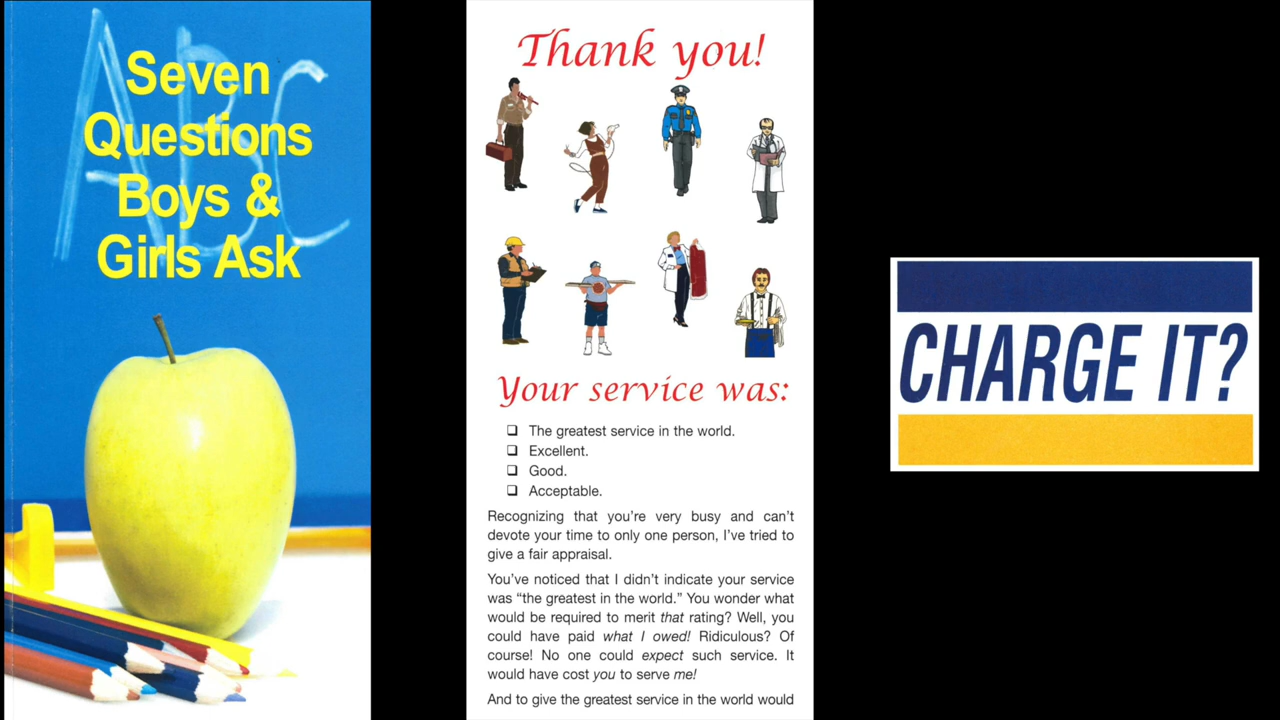 ABC
Seven
Questions
Boys &
Girls Ask
Thank you!
Your service was:
❑ The greatest service in the world.
❑ Excellent.
❑ Good.
❑ Acceptable.
Recognizing that you’re very busy and can’t
devote your time to only one person, I’ve tried to
give a fair appraisal.
You’ve noticed that I didn’t indicate your service
was “the greatest in the world.” You wonder what
would be required to merit that rating? Well, you
could have paid what I owed! Ridiculous? Of
course! No one could expect such service. It
would have cost you to serve me!
And to give the greatest service in the world would
CHARGE IT?